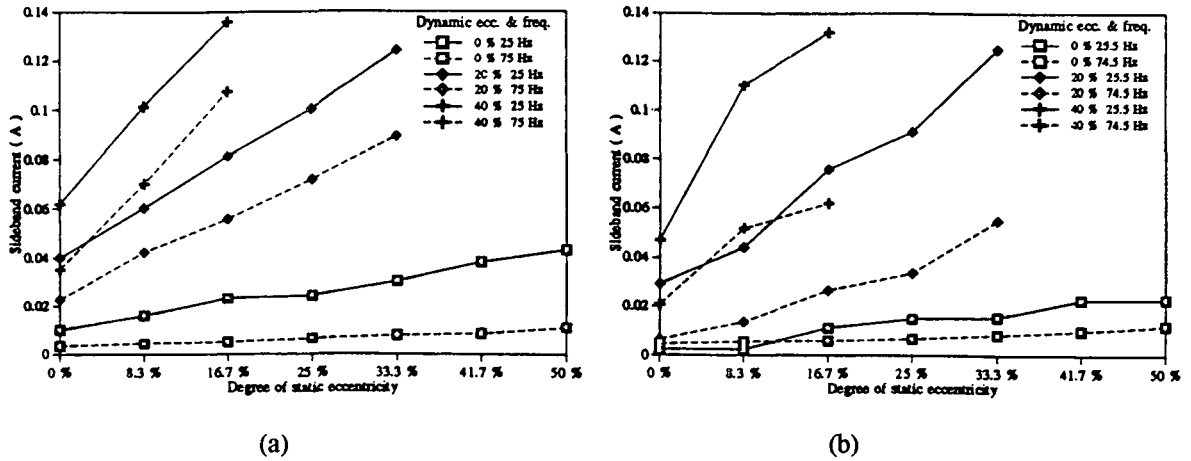 0.14
0.12
0.1
0.08
0.06
0.04
0.02
0
Sideband current ( A )
Dynamic ecc. & freq.
0 % 25 Hz
0 % 75 Hz
20 % 25 Hz
20 % 75 Hz
40 % 25 Hz
40 % 75 Hz
0 % 8.3 % 16.7 % 25 % 33.3 % 41.7 % 50 %
Degree of static eccentricity
(a)
0.14
0.12
0.1
0.08
0.06
0.04
0.02
0
Sideband current ( A )
Dynamic ecc. & freq.
0 % 25.5 Hz
0 % 74.5 Hz
20 % 25.5 Hz
20 % 74.5 Hz
40 % 25.5 Hz
40 % 74.5 Hz
0 % 8.3 % 16.7 % 25 % 33.3 % 41.7 % 50 %
Degree of static eccentricity
(b)